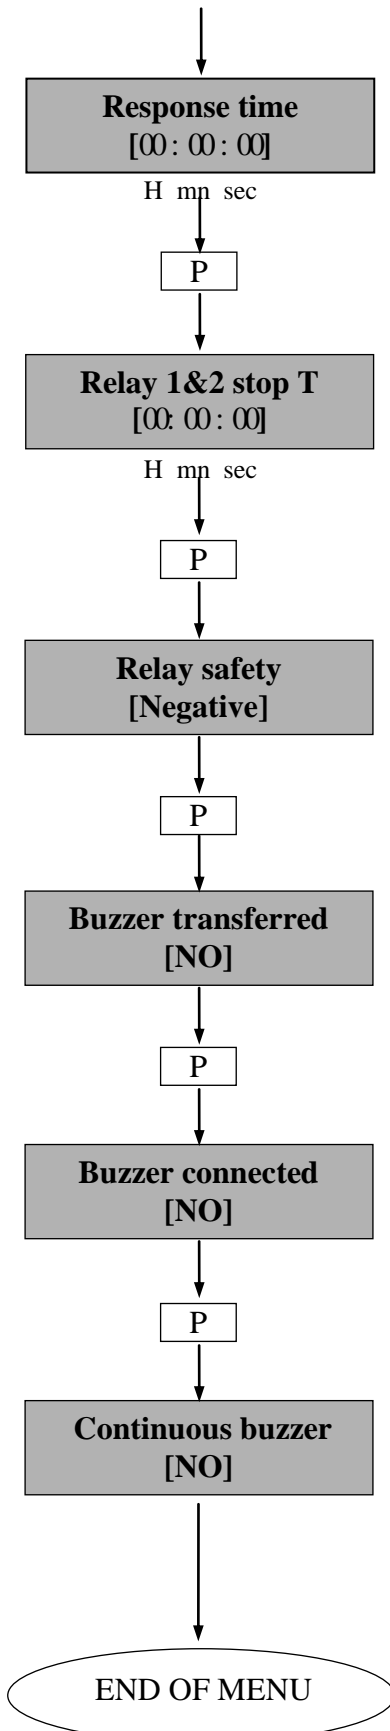 Response time
[00 : 00 : 00]
H mn sec
P
Relay 1&2 stop T
[00: 00 : 00]
H mn sec
P
Relay safety
[Negative]
P
Buzzer transferred
[NO]
P
Buzzer connected
[NO]
P
Continuous buzzer
[NO]
END OF MENU